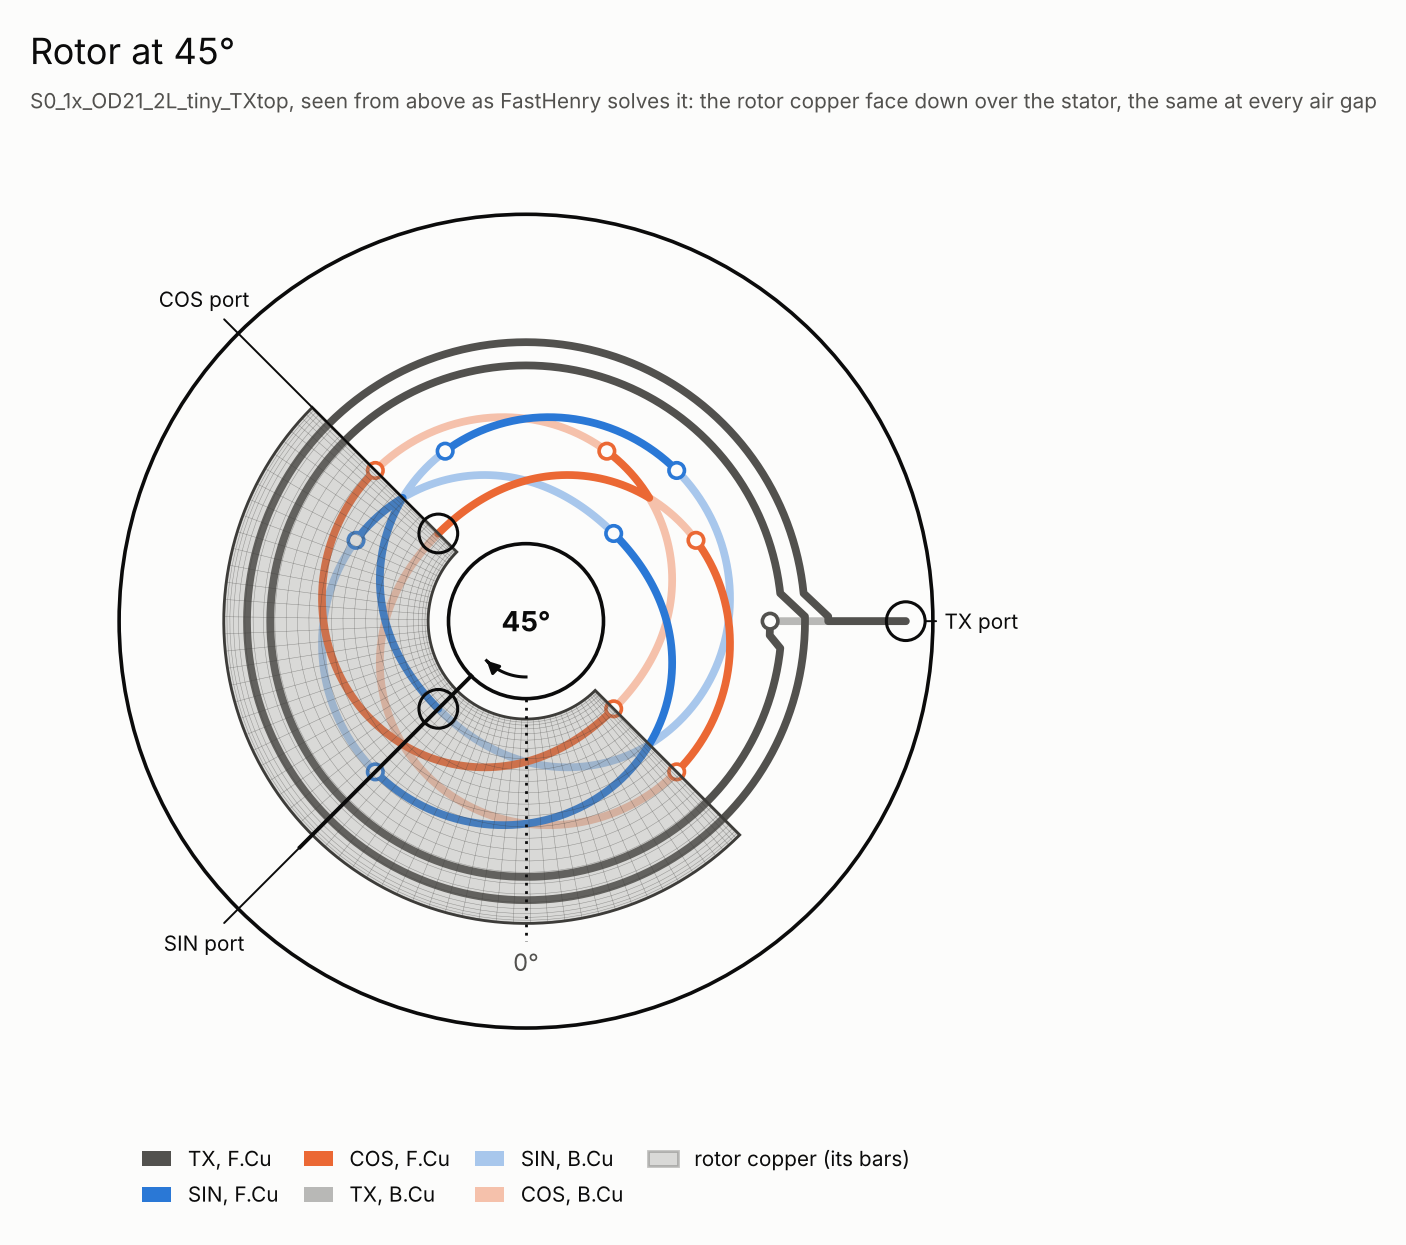 Rotor at 45°
S0_1x_OD21_2L_tiny_TXtop, seen from above as FastHenry solves it: the rotor copper face down over the stator, the same at every air gap
COS port
45°
TX port
SIN port
0°
TX, F.Cu
COS, F.Cu
SIN, B.Cu
rotor copper (its bars)
SIN, F.Cu
TX, B.Cu
COS, B.Cu